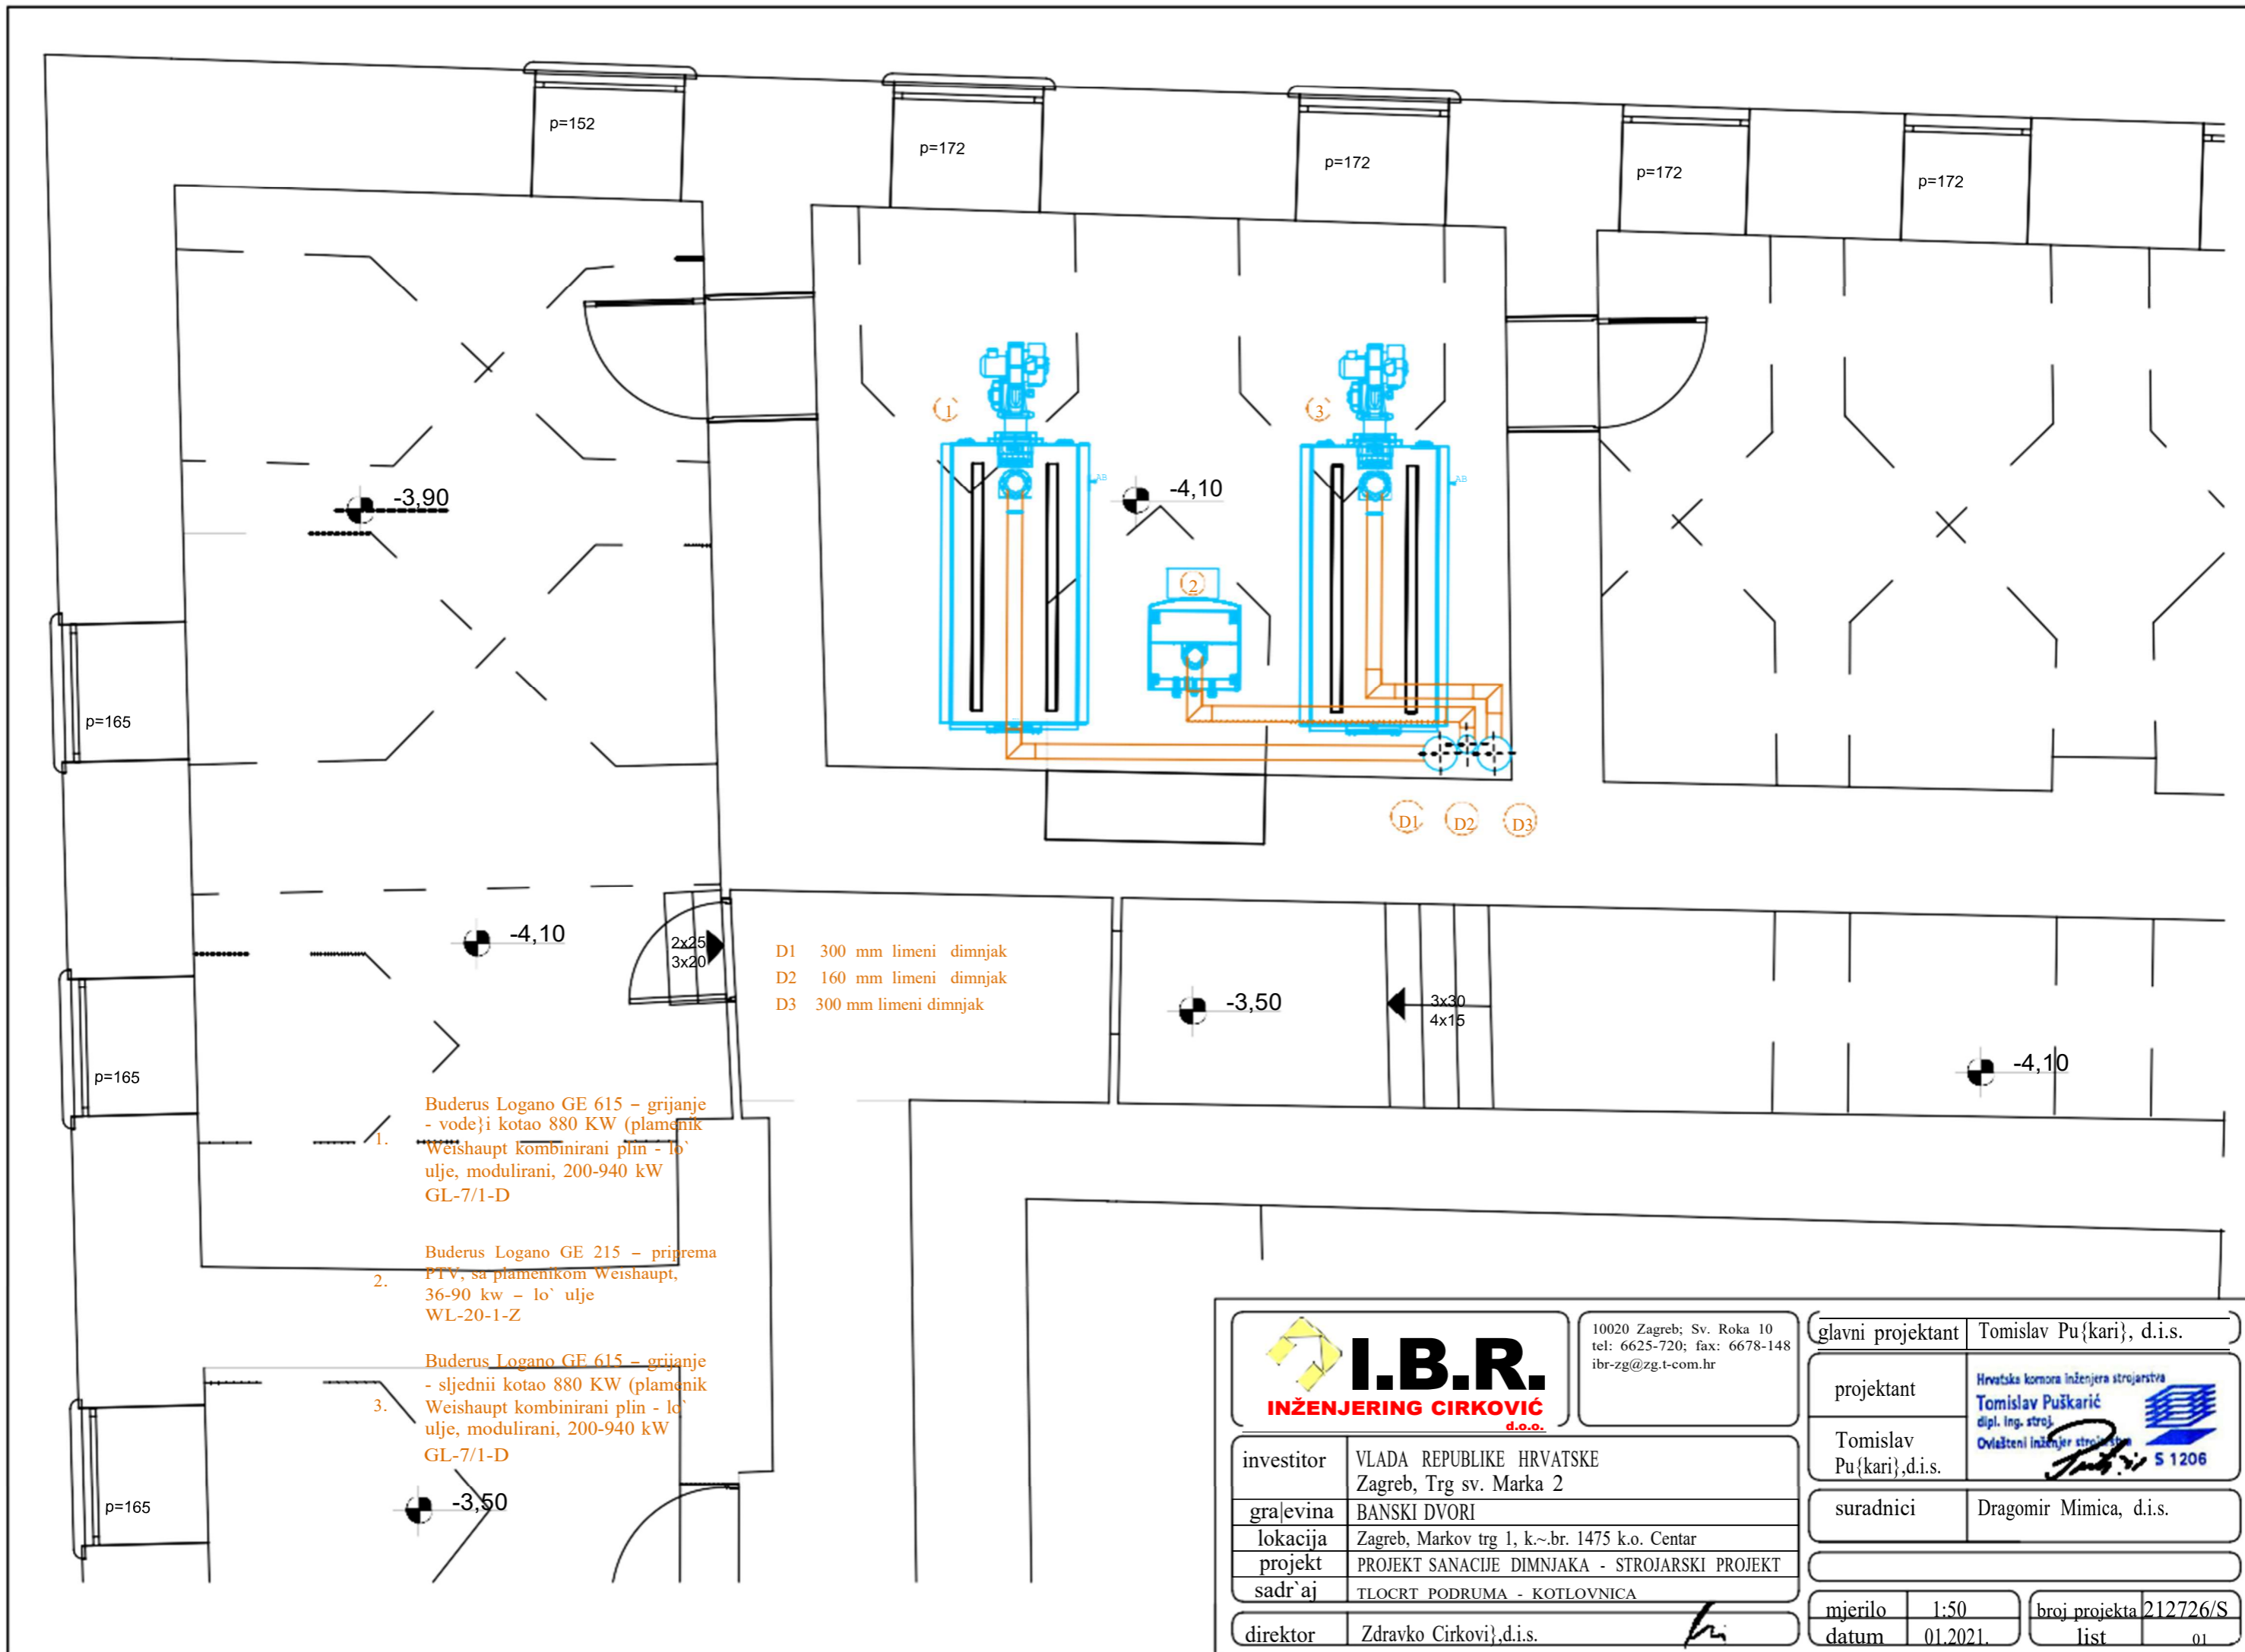 p=152
p=172
p=172
p=172
p=172
1
3
-3,90
AB
-4,10
AB
2
p=165
D1
D2
D3
-4,10
2x25
3x20
D1 300 mm limeni dimnjak
D2 160 mm limeni dimnjak
D3 300 mm limeni dimnjak
-3,50
3x30
4x15
-4,10
p=165
1.
Buderus Logano GE 615 – grijanje
- vode}i kotao 880 KW (plamenik
Weishaupt kombinirani plin - lo`
ulje, modulirani, 200-940 kW
GL-7/1-D
2.
Buderus Logano GE 215 – priprema
PTV, sa plamenikom Weishaupt,
36-90 kw – lo` ulje
WL-20-1-Z
3.
Buderus Logano GE 615 – grijanje
- sljednii kotao 880 KW (plamenik
Weishaupt kombinirani plin - lo`
ulje, modulirani, 200-940 kW
GL-7/1-D
p=165
-3,50
I.B.R.
INŽENJERING CIRKOVIĆ
d.o.o.
10020 Zagreb; Sv. Roka 10
tel: 6625-720; fax: 6678-148
ibr-zg@zg.t-com.hr
glavni projektant Tomislav Pu{kari}, d.i.s.
projektant
Tomislav
Pu{kari},d.i.s.
Hrvatska komora inženjera strojarstva
Tomislav Puškarić
dipl. ing. stroj.
Ovlašteni inženjer strojarstva
S 1206
suradnici Dragomir Mimica, d.i.s.
investitor VLADA REPUBLIKE HRVATSKE
Zagreb, Trg sv. Marka 2
gra|evina BANSKI DVORI
lokacija Zagreb, Markov trg 1, k.~.br. 1475 k.o. Centar
projekt PROJEKT SANACIJE DIMNJAKA - STROJARSKI PROJEKT
sadr`aj TLOCRT PODRUMA - KOTLOVNICA
direktor Zdravko Cirkovi},d.i.s.
mjerilo 1:50
datum 01.2021.
broj projekta 212726/S
list 01